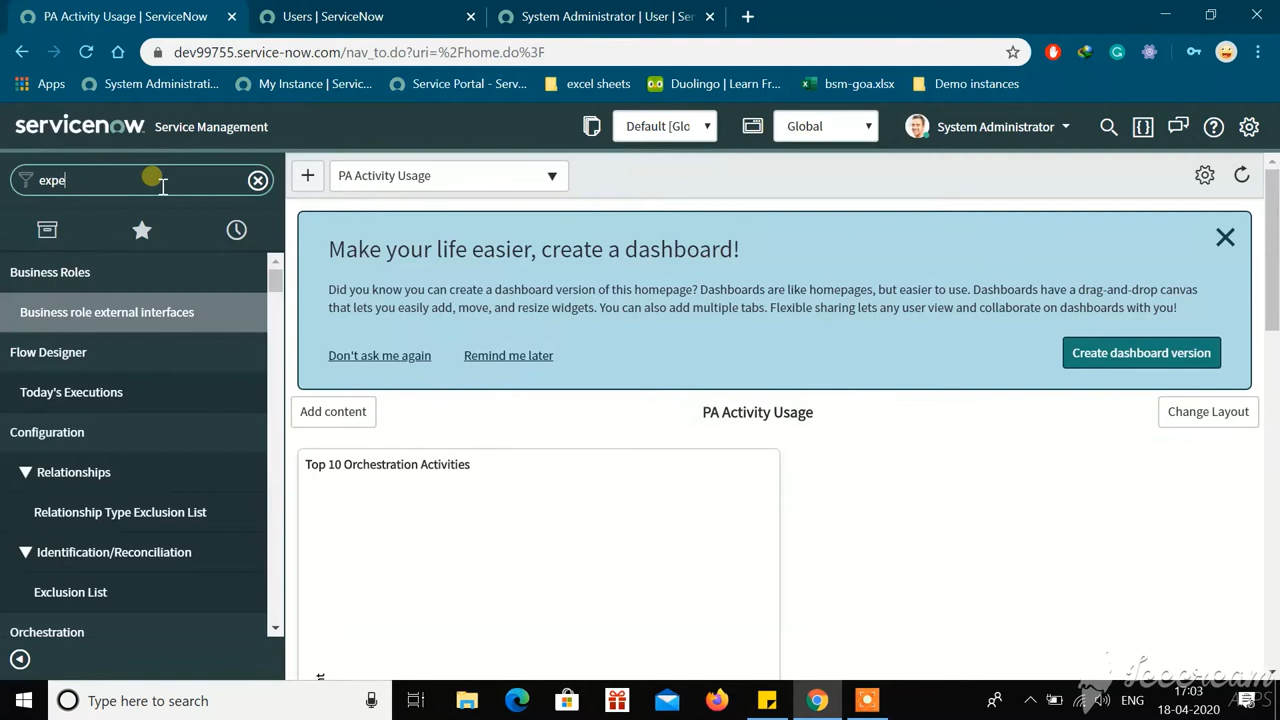 PA Activity Usage | ServiceNow
Users | ServiceNow
System Administrator | User | Ser
dev99755.service-now.com/nav_to.do?uri=%2Fhome.do%3F
Apps
System Administrati...
My Instance | Servic...
Service Portal - Serv...
excel sheets
Duolingo | Learn Fr...
bsm-goa.xlsx
Demo instances
servicenow
Service Management
Default [Glo
Global
System Administrator
expe
PA Activity Usage
Business Roles
Business role external interfaces
Flow Designer
Today's Executions
Configuration
Relationships
Relationship Type Exclusion List
Identification/Reconciliation
Exclusion List
Orchestration
Make your life easier, create a dashboard!
Did you know you can create a dashboard version of this homepage? Dashboards are like homepages, but easier to use. Dashboards have a drag-and-drop canvas
that lets you easily add, move, and resize widgets. You can also add multiple tabs. Flexible sharing lets any user view and collaborate on dashboards with you!
Don't ask me again
Remind me later
Create dashboard version
Add content
PA Activity Usage
Change Layout
Top 10 Orchestration Activities
Type here to search
ENG
17:03
18-04-2020
Icecream
APPS